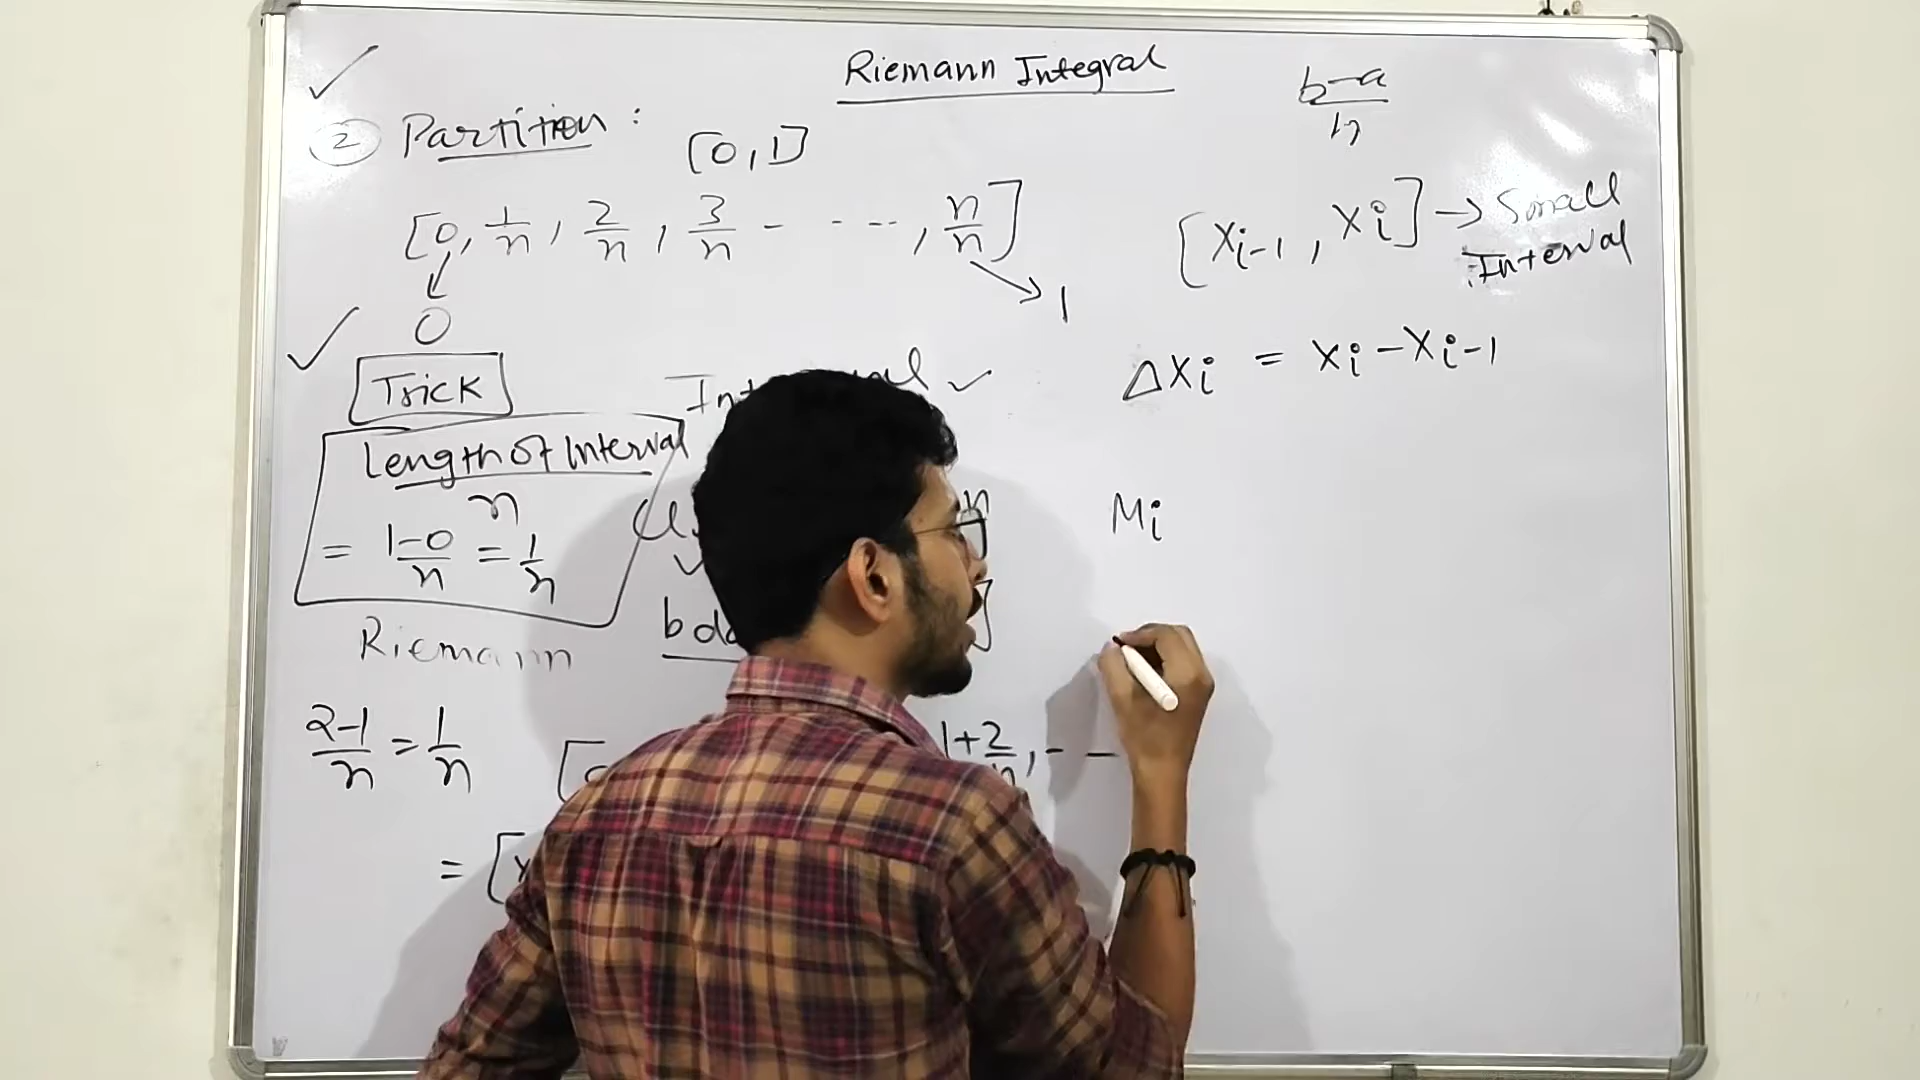 Riemann Integral
② Partition : [0,1]
[0, 1/n, 2/n, 3/n - - - --, n/n]
0
1
Trick
Length of Interval
n
= 1-0/n = 1/n
Riemann
2-1/n = 1/n
1+2/n, - -
= [x
b-a/n
[xi-1, xi] → Small Interval
Δxi = xi - xi-1
Mi